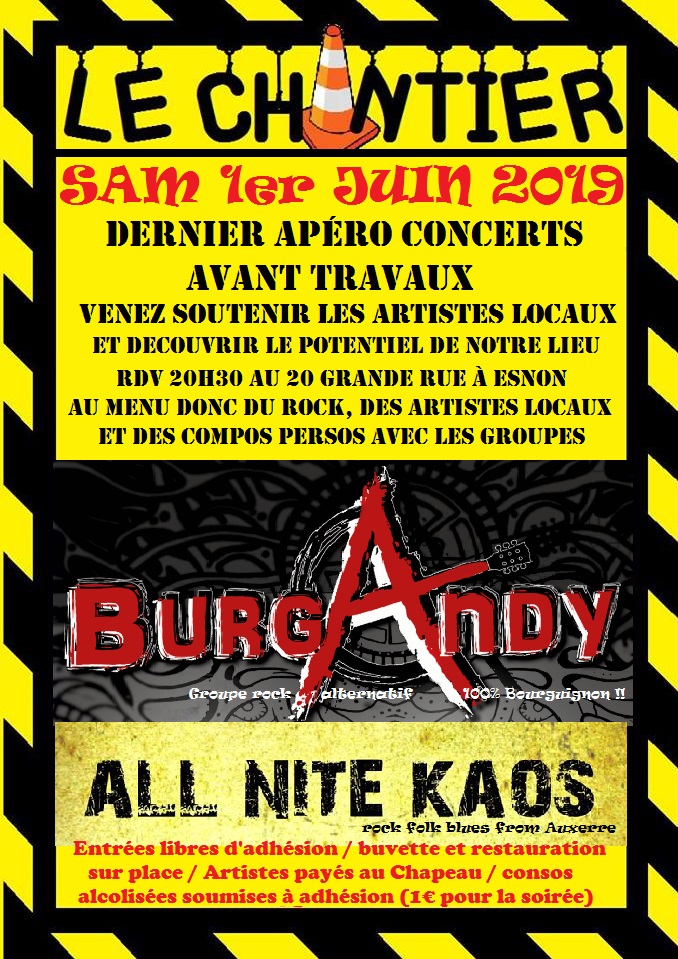 LE CHANTIER
SAM 1er JUIN 2019
DERNIER APÉRO CONCERTS
AVANT TRAVAUX
VENEZ SOUTENIR LES ARTISTES LOCAUX
ET DECOUVRIR LE POTENTIEL DE NOTRE LIEU
RDV 20H30 AU 20 GRANDE RUE À ESNON
AU MENU DONC DU ROCK, DES ARTISTES LOCAUX
ET DES COMPOS PERSOS AVEC LES GROUPES
BURGANDY
Groupe rock alternatif 100% Bourguignon !!
ALL NITE KAOS
rock folk blues from Auxerre
Entrées libres d'adhésion / buvette et restauration
sur place / Artistes payés au Chapeau / consos
alcolisées soumises à adhésion (1€ pour la soirée)